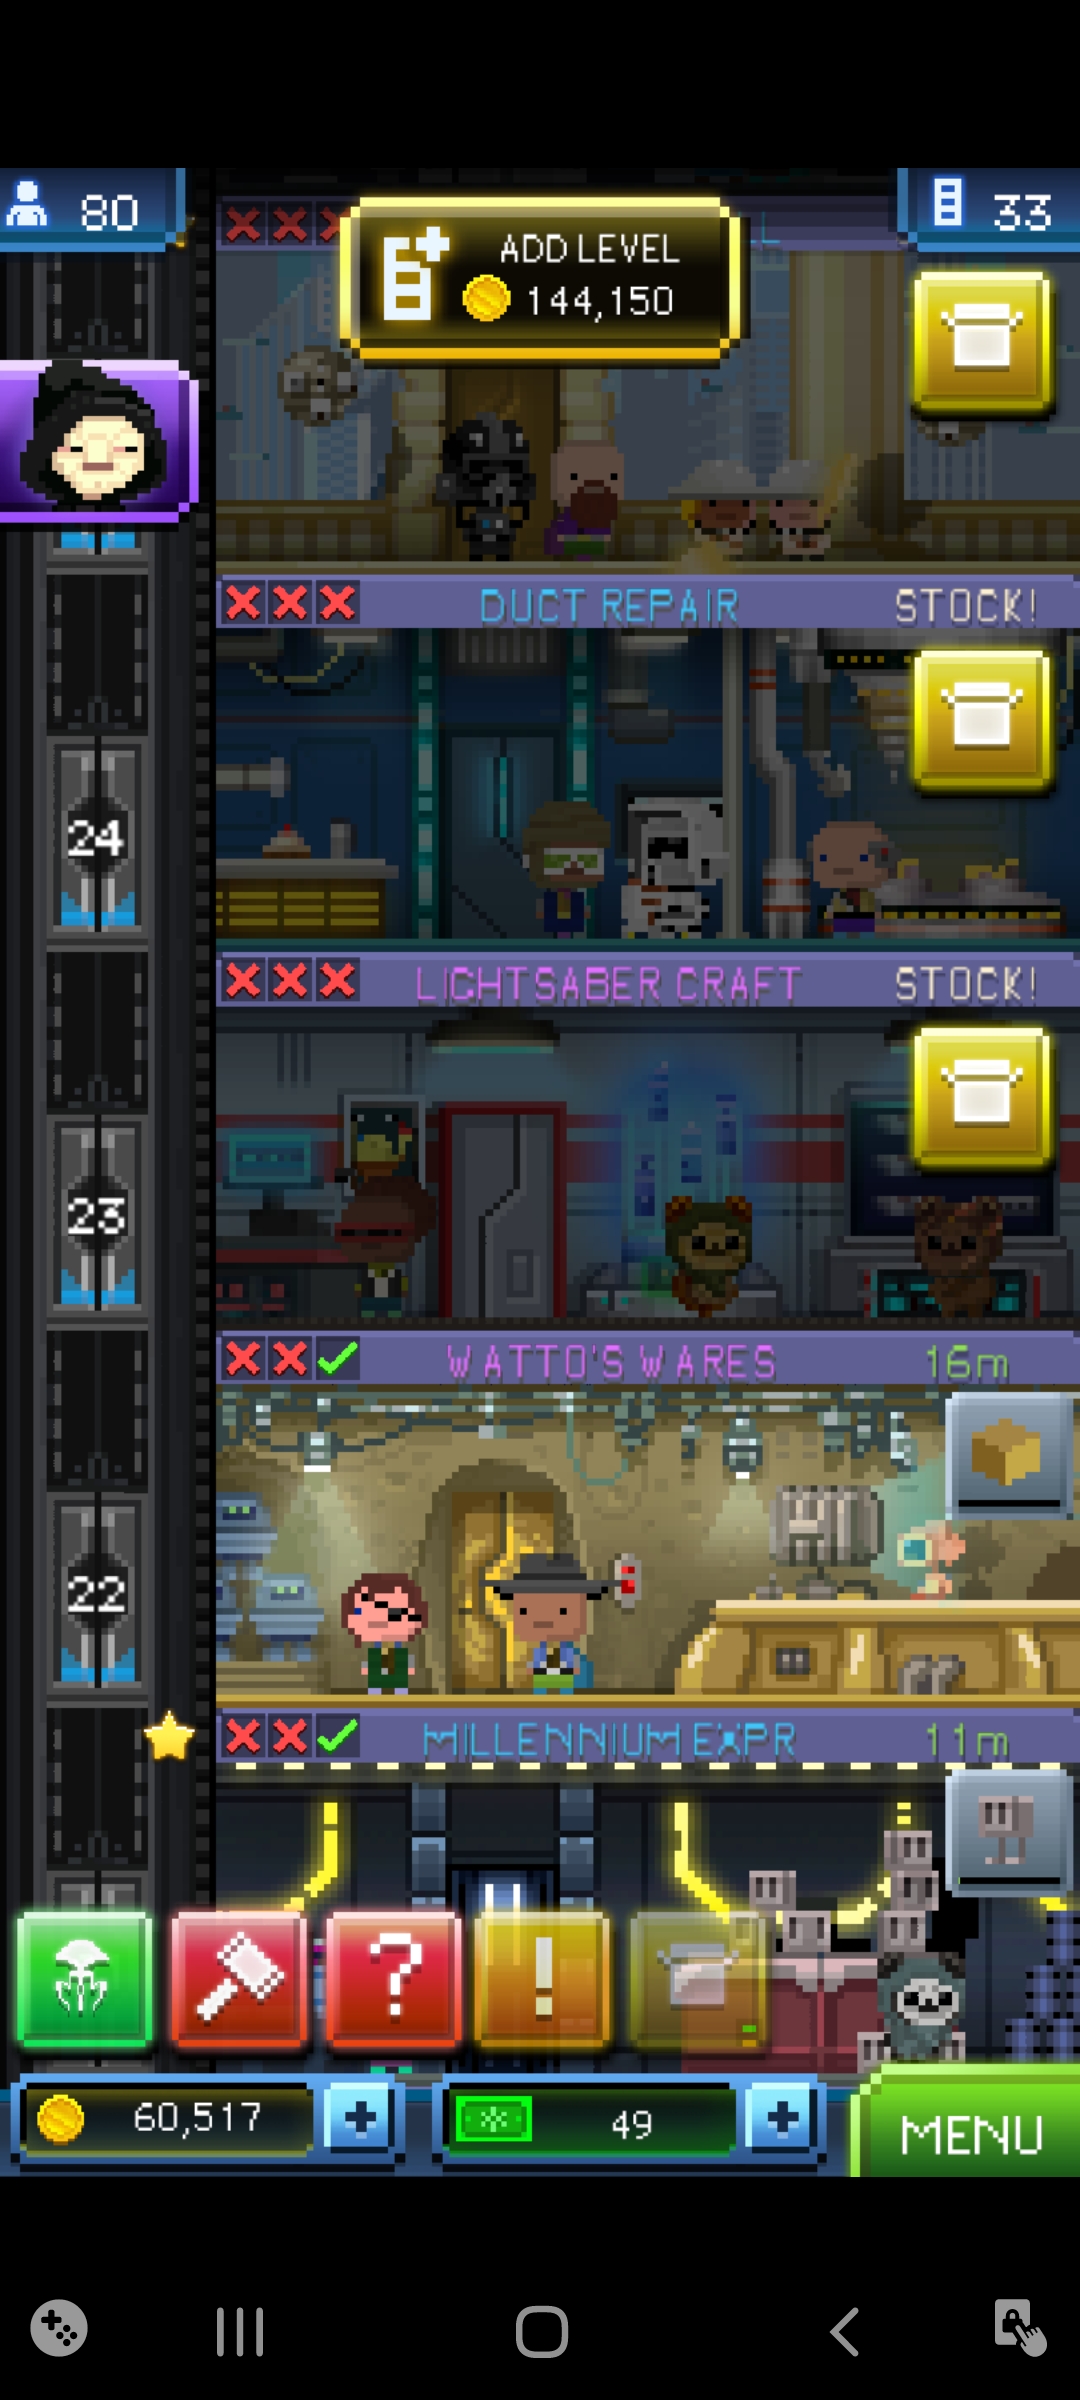 80
33
ADD LEVEL
144,150
DUCT REPAIR STOCK!
24
LIGHTSABER CRAFT STOCK!
23
WATTO'S WARES 16m
22
MILLENNIUM EXPR 11m
?
!
60,517
49
MENU